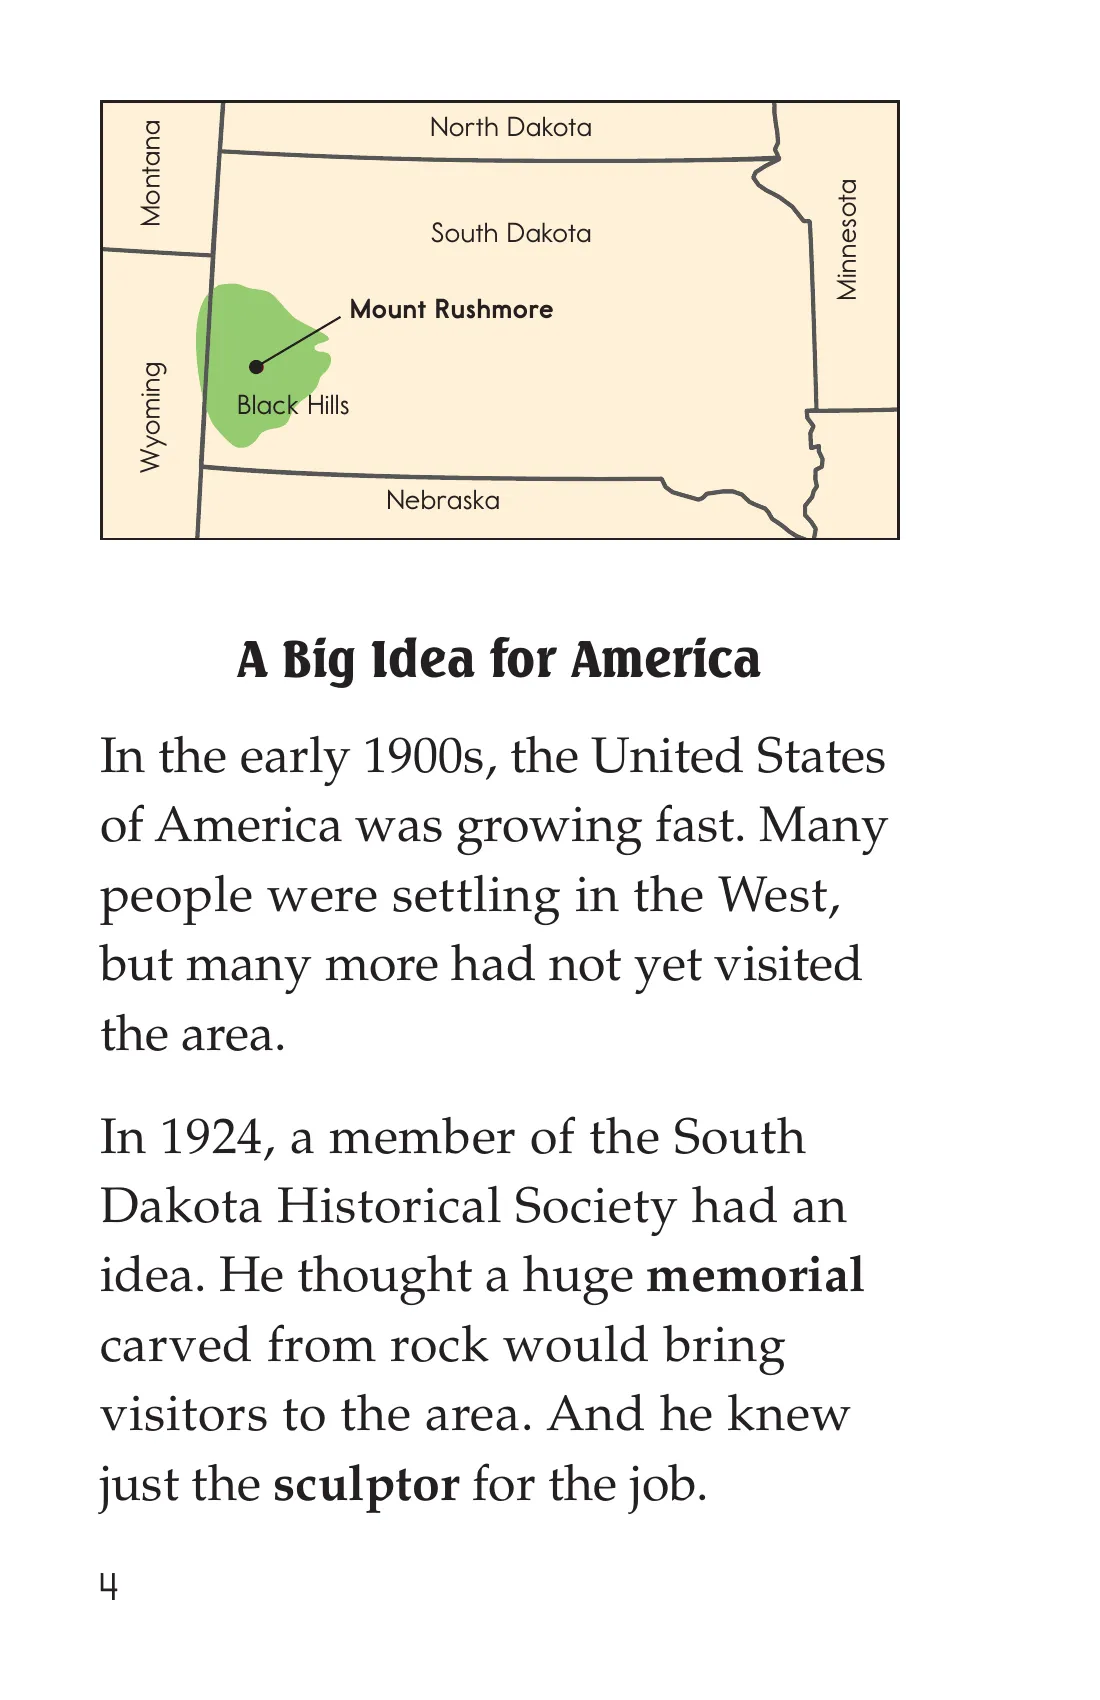 North Dakota
Montana
South Dakota
Minnesota
Mount Rushmore
Wyoming
Black Hills
Nebraska
A Big Idea for America
In the early 1900s, the United States
of America was growing fast. Many
people were settling in the West,
but many more had not yet visited
the area.
In 1924, a member of the South
Dakota Historical Society had an
idea. He thought a huge memorial
carved from rock would bring
visitors to the area. And he knew
just the sculptor for the job.
4